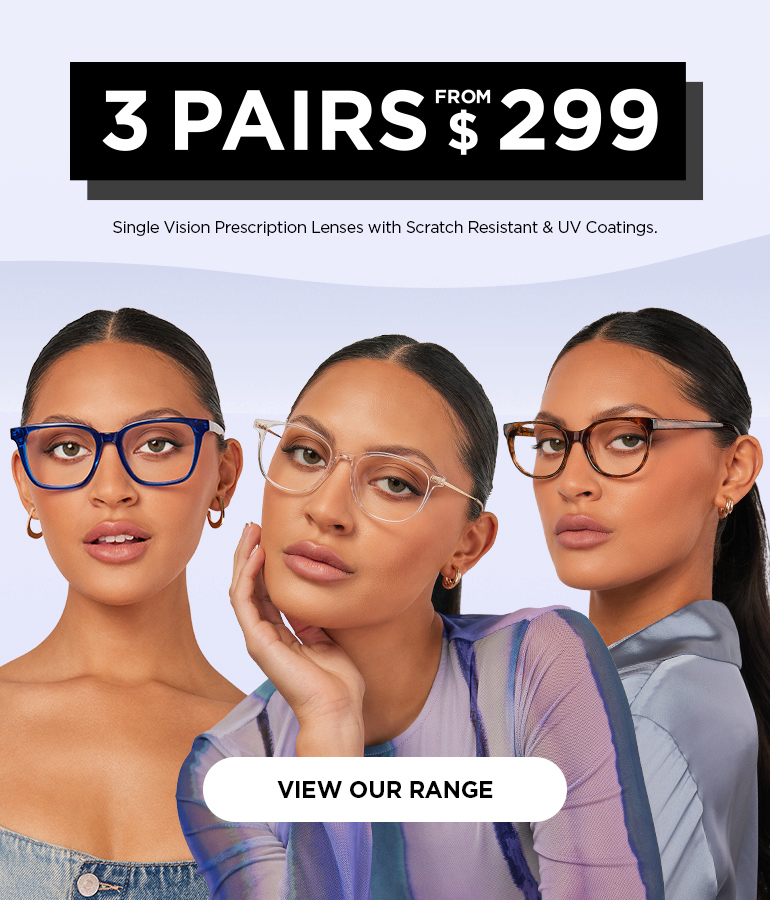 3 PAIRS FROM $299
Single Vision Prescription Lenses with Scratch Resistant & UV Coatings.
VIEW OUR RANGE